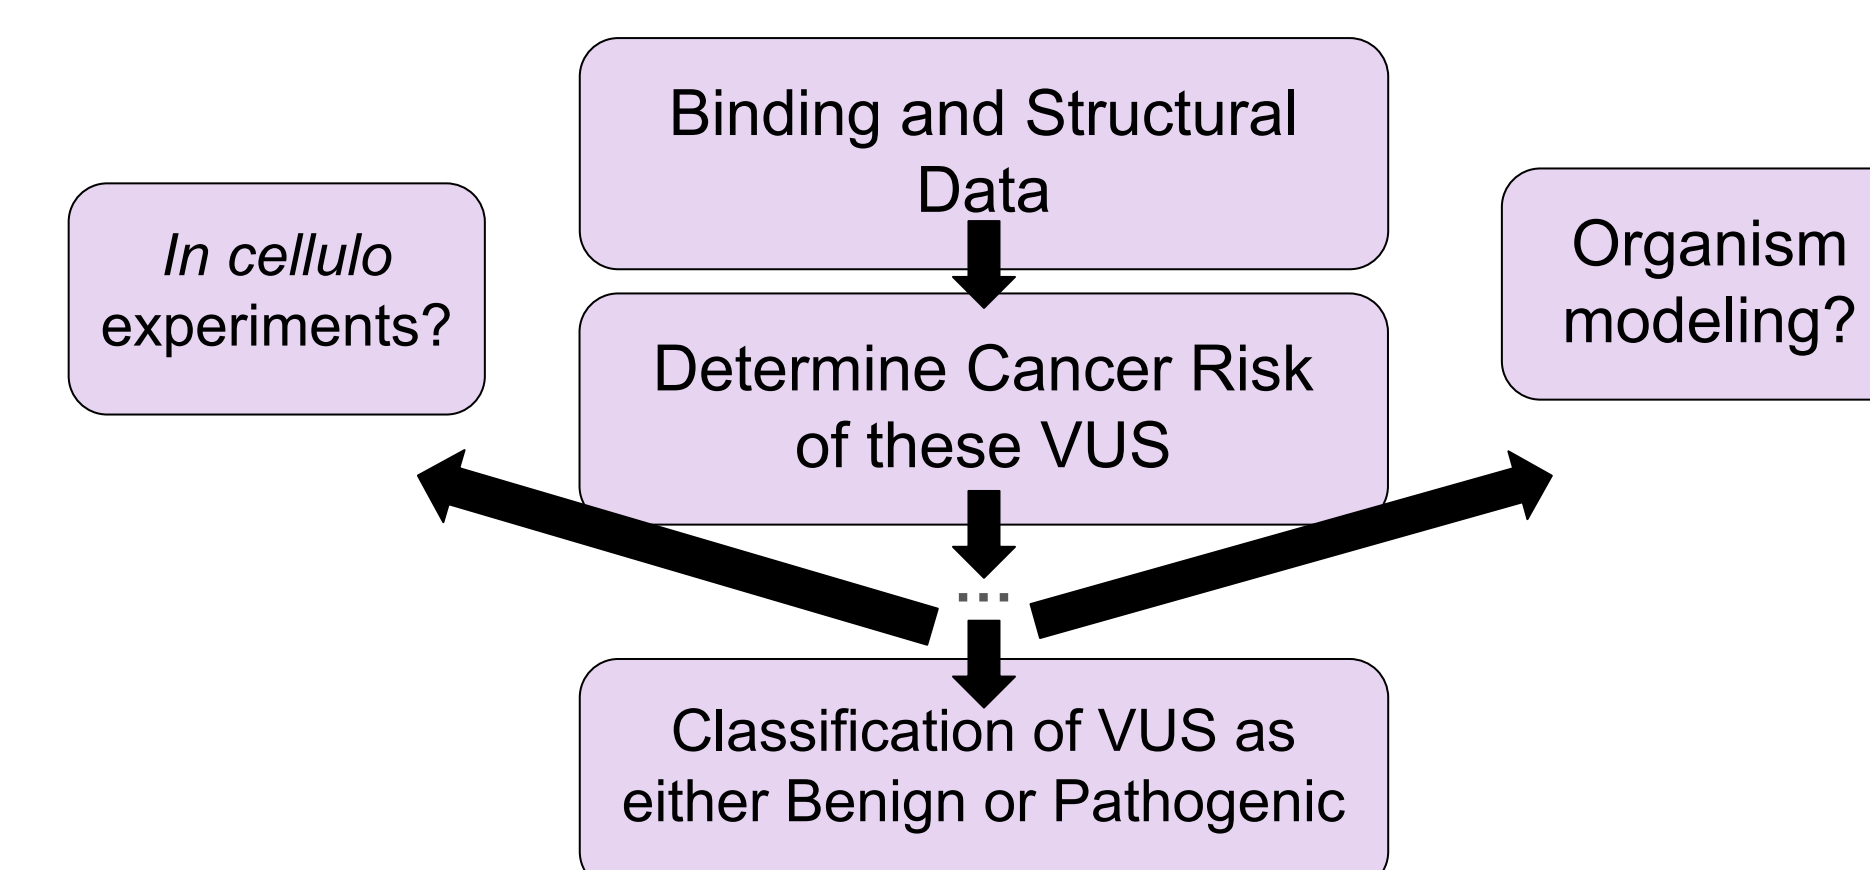 Binding and Structural
Data
In cellulo
experiments?
Organism
modeling?
Determine Cancer Risk
of these VUS
...
Classification of VUS as
either Benign or Pathogenic